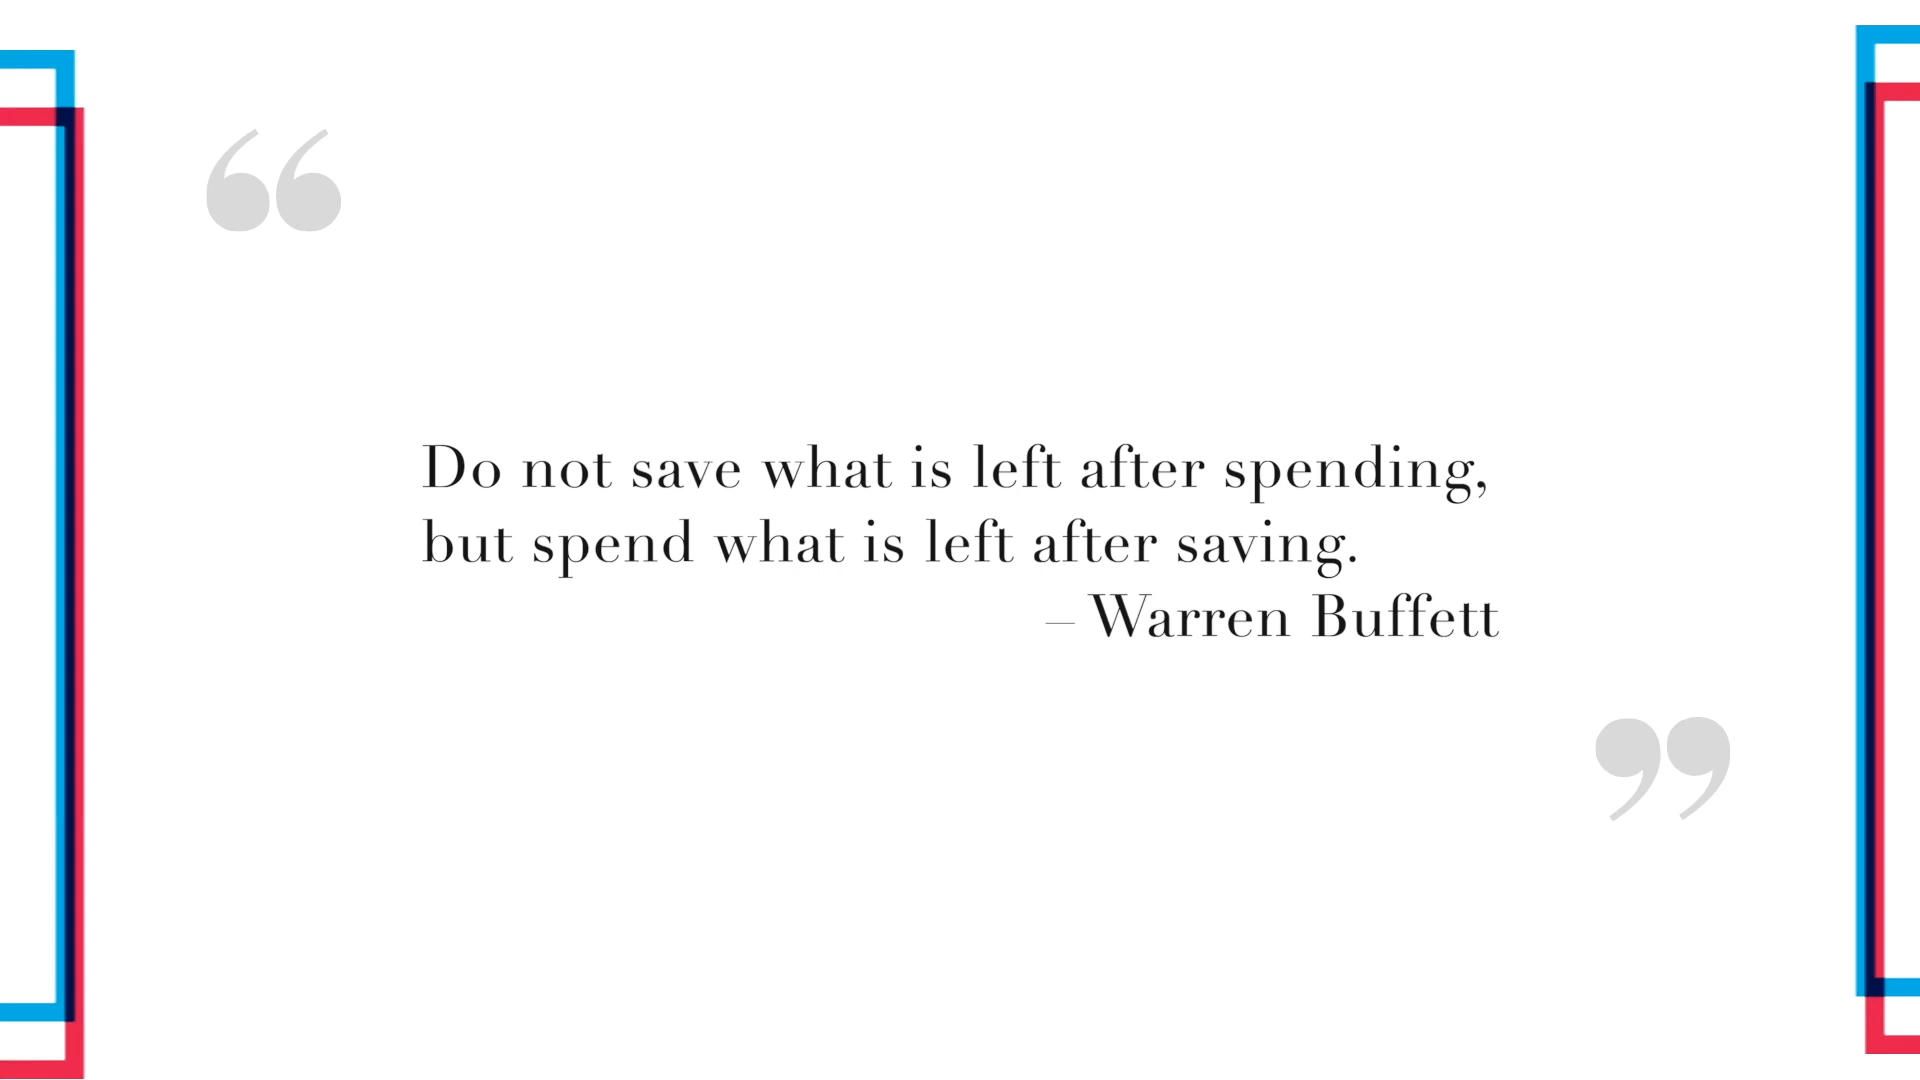 “
Do not save what is left after spending,
but spend what is left after saving.
– Warren Buffett
”